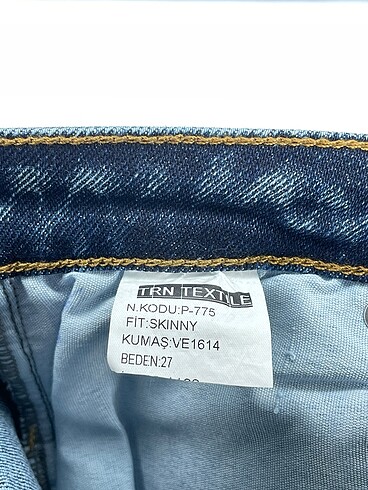 TRN TEXTILE
N.KODU:P-775
FİT:SKINNY
KUMAŞ:VE1614
BEDEN:27